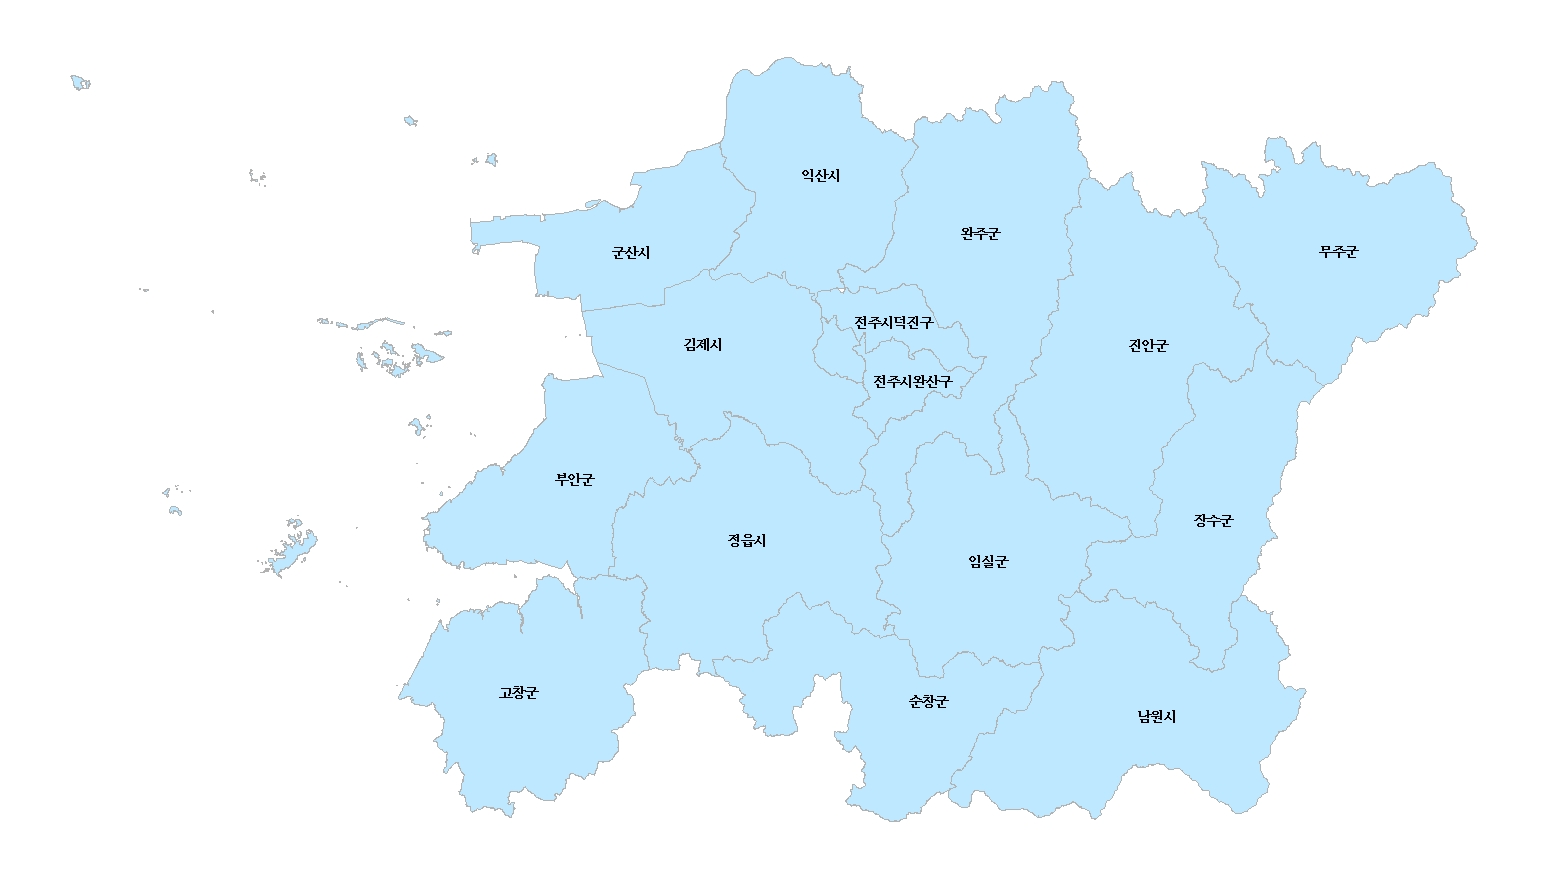 익산시
완주군
군산시
무주군
전주시덕진구
김제시
진안군
전주시완산구
부안군
장수군
정읍시
임실군
고창군
순창군
남원시